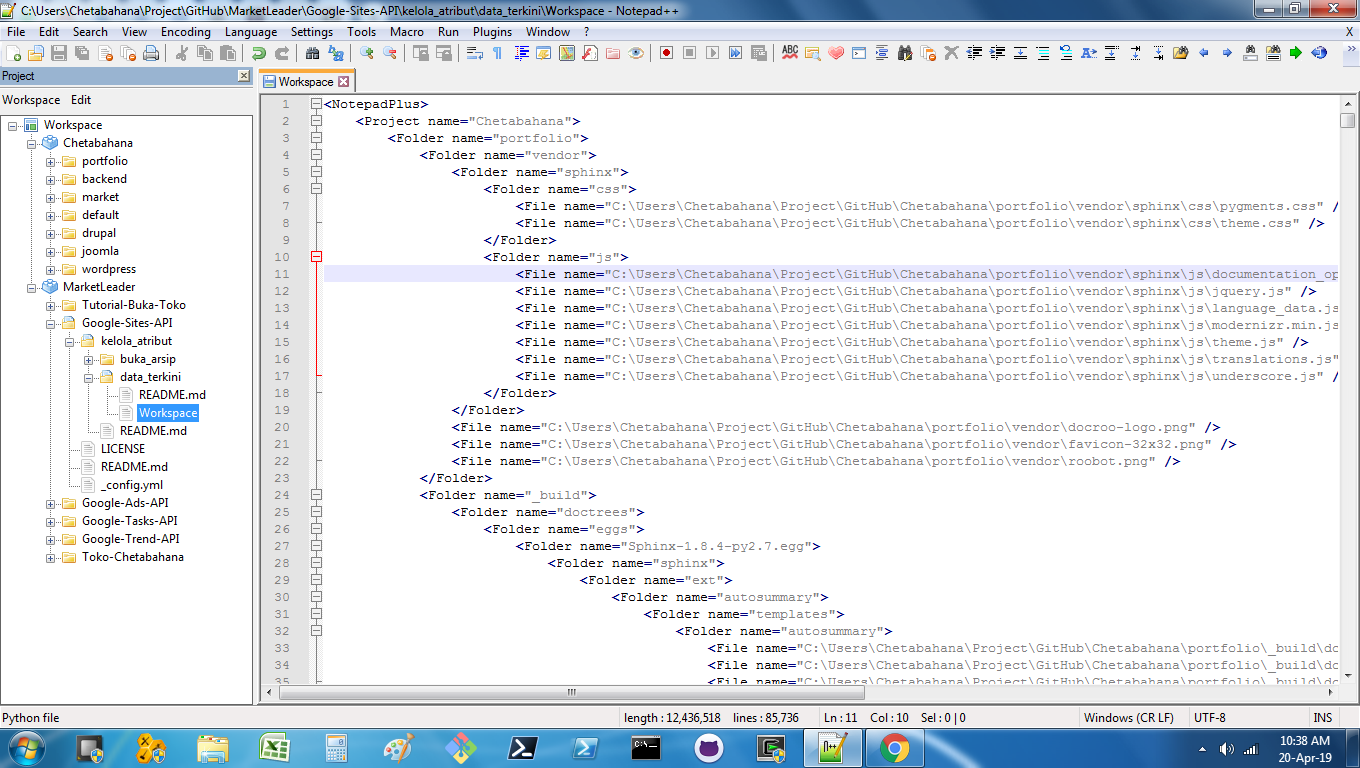 C:\Users\Chetabahana\Project\GitHub\MarketLeader\Google-Sites-API\kelola_atribut\data_terkini\Workspace - Notepad++
File Edit Search View Encoding Language Settings Tools Macro Run Plugins Window ? X
Project
Workspace Edit
Workspace
Chetabahana
portfolio
backend
market
default
drupal
joomla
wordpress
MarketLeader
Tutorial-Buka-Toko
Google-Sites-API
kelola_atribut
buka_arsip
data_terkini
README.md
Workspace
README.md
LICENSE
README.md
_config.yml
Google-Ads-API
Google-Tasks-API
Google-Trend-API
Toko-Chetabahana
Workspace
1 <NotepadPlus>
2 <Project name="Chetabahana">
3 <Folder name="portfolio">
4 <Folder name="vendor">
5 <Folder name="sphinx">
6 <Folder name="css">
7 <File name="C:\Users\Chetabahana\Project\GitHub\Chetabahana\portfolio\vendor\sphinx\css\pygments.css" /
8 <File name="C:\Users\Chetabahana\Project\GitHub\Chetabahana\portfolio\vendor\sphinx\css\theme.css" />
9 </Folder>
10 <Folder name="js">
11 <File name="C:\Users\Chetabahana\Project\GitHub\Chetabahana\portfolio\vendor\sphinx\js\documentation_op
12 <File name="C:\Users\Chetabahana\Project\GitHub\Chetabahana\portfolio\vendor\sphinx\js\jquery.js" />
13 <File name="C:\Users\Chetabahana\Project\GitHub\Chetabahana\portfolio\vendor\sphinx\js\language_data.js
14 <File name="C:\Users\Chetabahana\Project\GitHub\Chetabahana\portfolio\vendor\sphinx\js\modernizr.min.js
15 <File name="C:\Users\Chetabahana\Project\GitHub\Chetabahana\portfolio\vendor\sphinx\js\theme.js" />
16 <File name="C:\Users\Chetabahana\Project\GitHub\Chetabahana\portfolio\vendor\sphinx\js\translations.js"
17 <File name="C:\Users\Chetabahana\Project\GitHub\Chetabahana\portfolio\vendor\sphinx\js\underscore.js" /
18 </Folder>
19 </Folder>
20 <File name="C:\Users\Chetabahana\Project\GitHub\Chetabahana\portfolio\vendor\docroo-logo.png" />
21 <File name="C:\Users\Chetabahana\Project\GitHub\Chetabahana\portfolio\vendor\favicon-32x32.png" />
22 <File name="C:\Users\Chetabahana\Project\GitHub\Chetabahana\portfolio\vendor\roobot.png" />
23 </Folder>
24 <Folder name="_build">
25 <Folder name="doctrees">
26 <Folder name="eggs">
27 <Folder name="Sphinx-1.8.4-py2.7.egg">
28 <Folder name="sphinx">
29 <Folder name="ext">
30 <Folder name="autosummary">
31 <Folder name="templates">
32 <Folder name="autosummary">
33 <File name="C:\Users\Chetabahana\Project\GitHub\Chetabahana\portfolio\_build\doc
34 <File name="C:\Users\Chetabahana\Project\GitHub\Chetabahana\portfolio\_build\doc
35 <File name="C:\Users\Chetabahana\Project\GitHub\Chetabahana\portfolio\_build\doc
Python file length : 12,436,518 lines : 85,736 Ln : 11 Col : 10 Sel : 0 | 0 Windows (CR LF) UTF-8 INS
10:38 AM
20-Apr-19